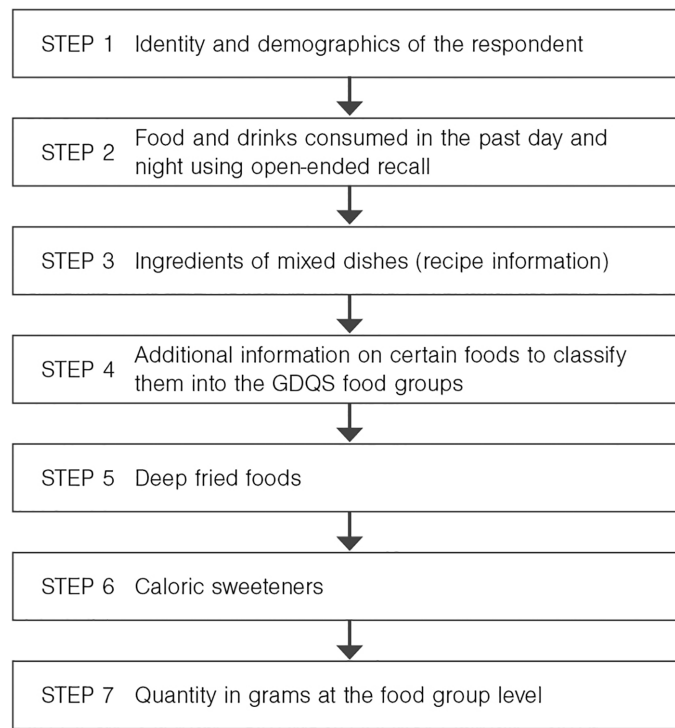 STEP 1 Identity and demographics of the respondent
STEP 2 Food and drinks consumed in the past day and
night using open-ended recall
STEP 3 Ingredients of mixed dishes (recipe information)
STEP 4 Additional information on certain foods to classify
them into the GDQS food groups
STEP 5 Deep fried foods
STEP 6 Caloric sweeteners
STEP 7 Quantity in grams at the food group level